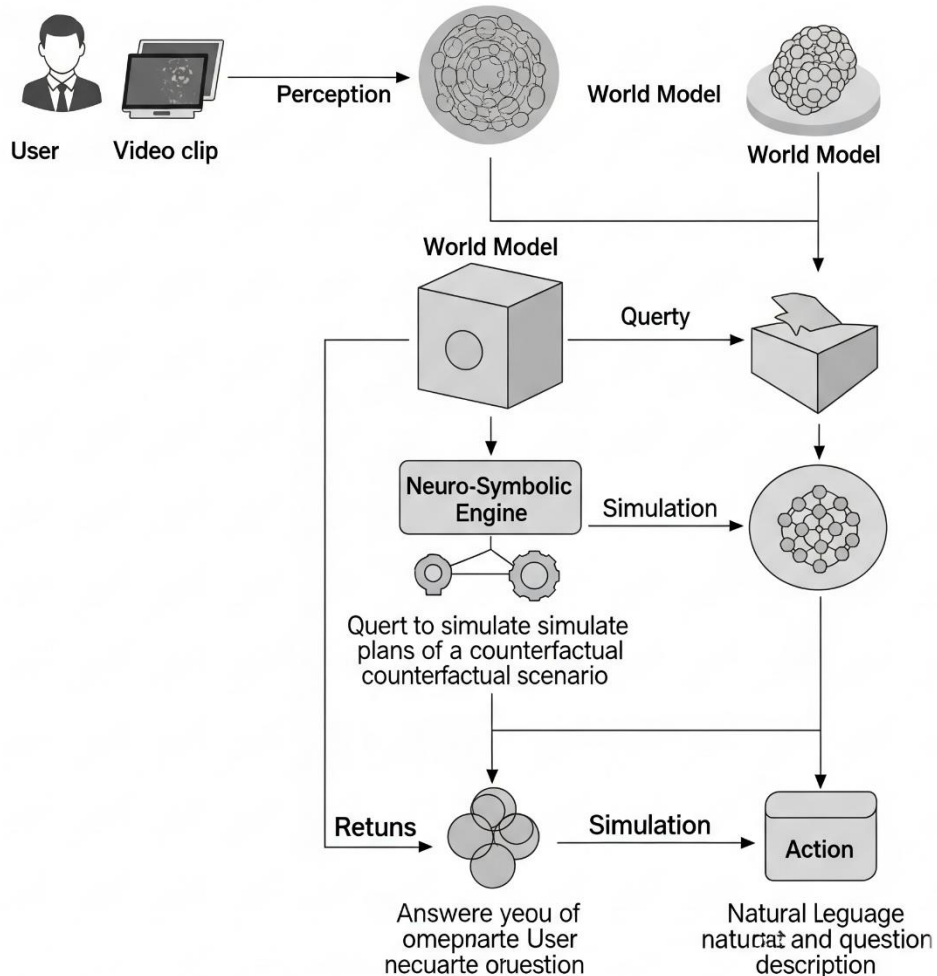 Perception
World Model
User
Video clip
World Model
World Model
Querty
Neuro-Symbolic
Engine
Simulation
Quert to simulate simulate
plans of a counterfactual
counterfactual scenario
Retuns
Simulation
Action
Answere yeou of
omepnarte User
necuarte oruestion
Natural Leguage
and question
description